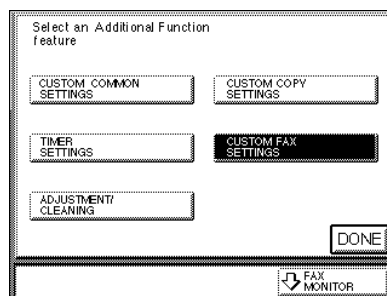 Select an Additional Function
feature
CUSTOM COMMON
SETTINGS
CUSTOM COPY
SETTINGS
TIMER
SETTINGS
CUSTOM FAX
SETTINGS
ADJUSTMENT/
CLEANING
DONE
FAX
MONITOR